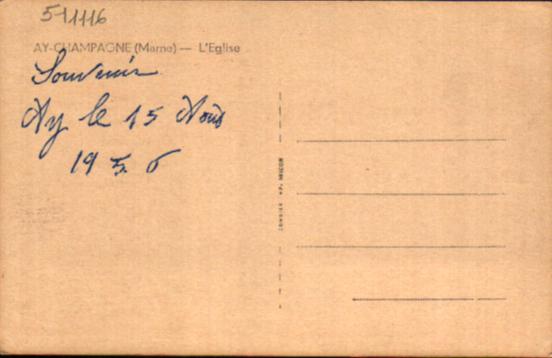 511116
AY-CHAMPAGNE (Marne) — L'Eglise
Souvenir
Ay le 15 Août
1956